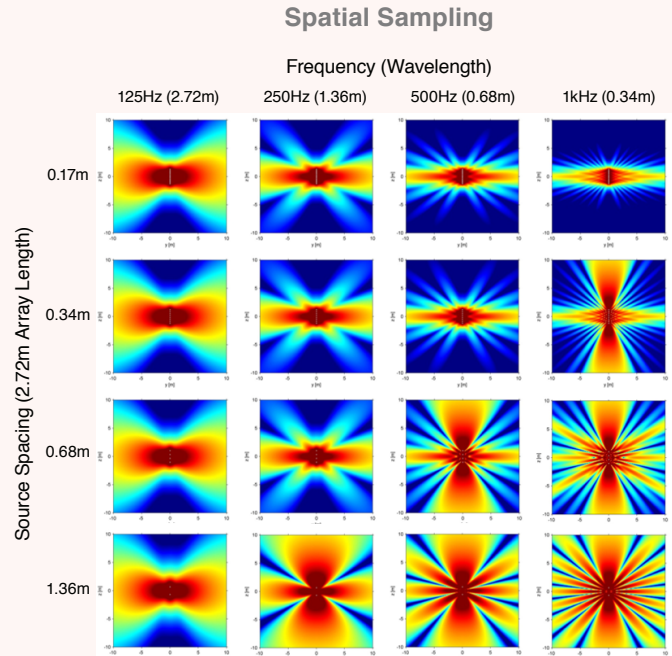 Spatial Sampling
Frequency (Wavelength)
125Hz (2.72m) 250Hz (1.36m) 500Hz (0.68m) 1kHz (0.34m)
Source Spacing (2.72m Array Length)
0.17m
0.34m
0.68m
1.36m